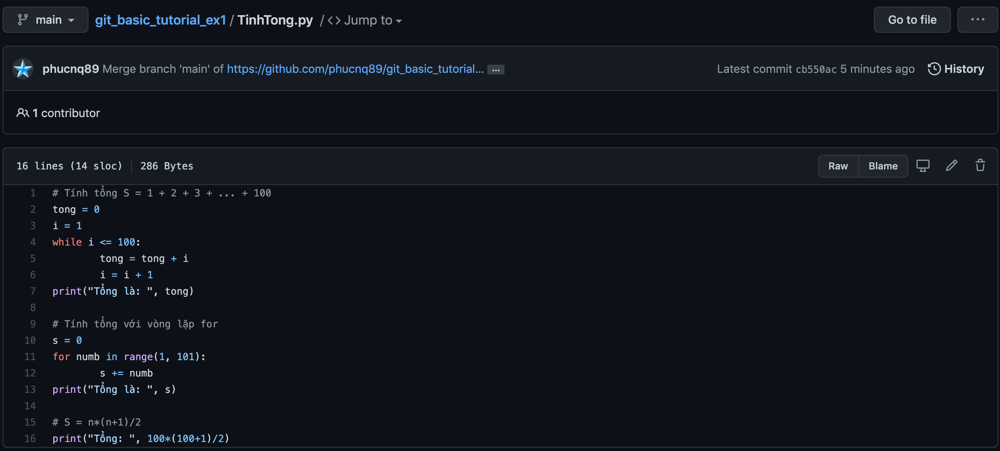 main
git_basic_tutorial_ex1 / TinhTong.py / <> Jump to
Go to file
...
phucnq89 Merge branch 'main' of https://github.com/phucnq89/git_basic_tutorial... ...
Latest commit cb550ac 5 minutes ago
History
1 contributor
16 lines (14 sloc) 286 Bytes
Raw
Blame
1 # Tính tổng S = 1 + 2 + 3 + ... + 100
2 tong = 0
3 i = 1
4 while i <= 100:
5         tong = tong + i
6         i = i + 1
7 print("Tổng là: ", tong)
8
9 # Tính tổng với vòng lặp for
10 s = 0
11 for numb in range(1, 101):
12         s += numb
13 print("Tổng là: ", s)
14
15 # S = n*(n+1)/2
16 print("Tổng: ", 100*(100+1)/2)